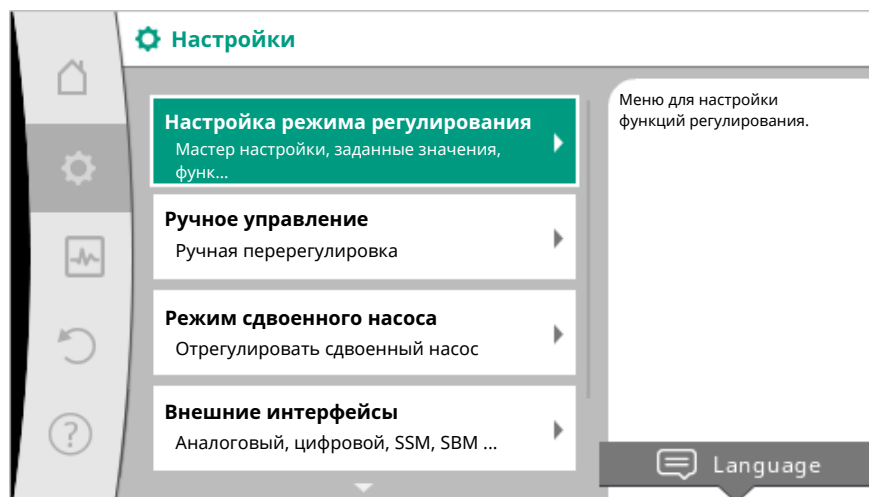 Настройки
Настройка режима регулирования
Мастер настройки, заданные значения,
функ...
Ручное управление
Ручная перерегулировка
Режим сдвоенного насоса
Отрегулировать сдвоенный насос
Внешние интерфейсы
Аналоговый, цифровой, SSM, SBM ...
Меню для настройки
функций регулирования.
Language